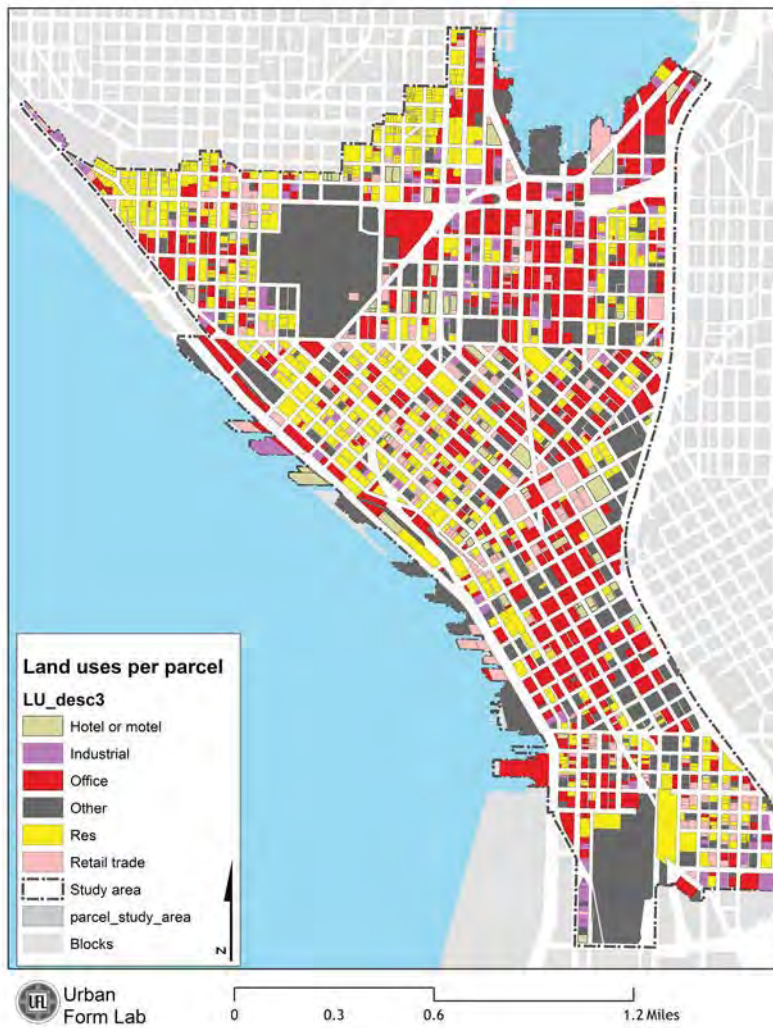 Land uses per parcel
LU_desc3
Hotel or motel
Industrial
Office
Other
Res
Retail trade
Study area
parcel_study_area
Blocks
N
UFL
Urban
Form Lab
0 0.3 0.6 1.2 Miles